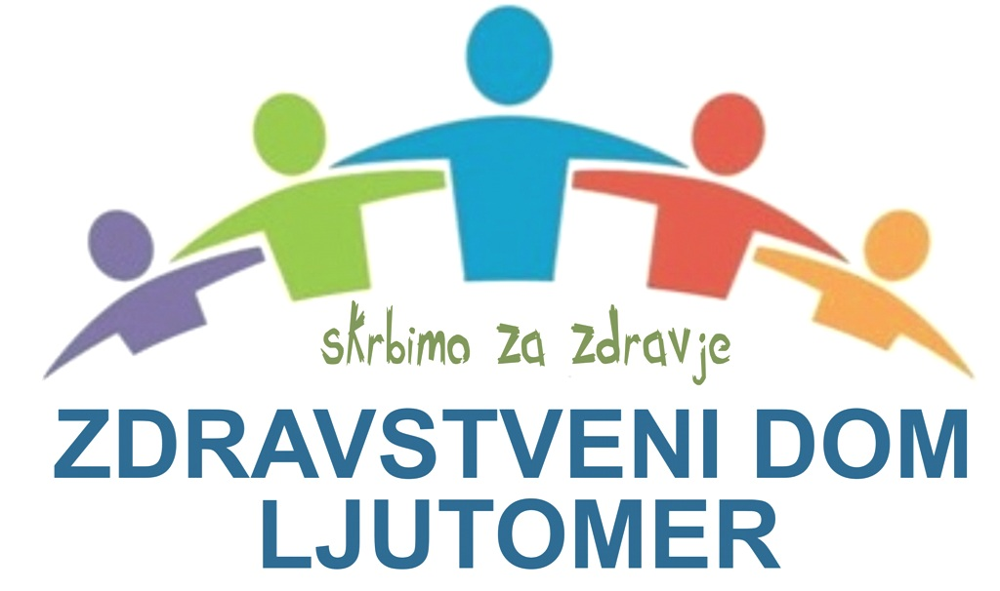 skrbimo za zdravje
ZDRAVSTVENI DOM
LJUTOMER